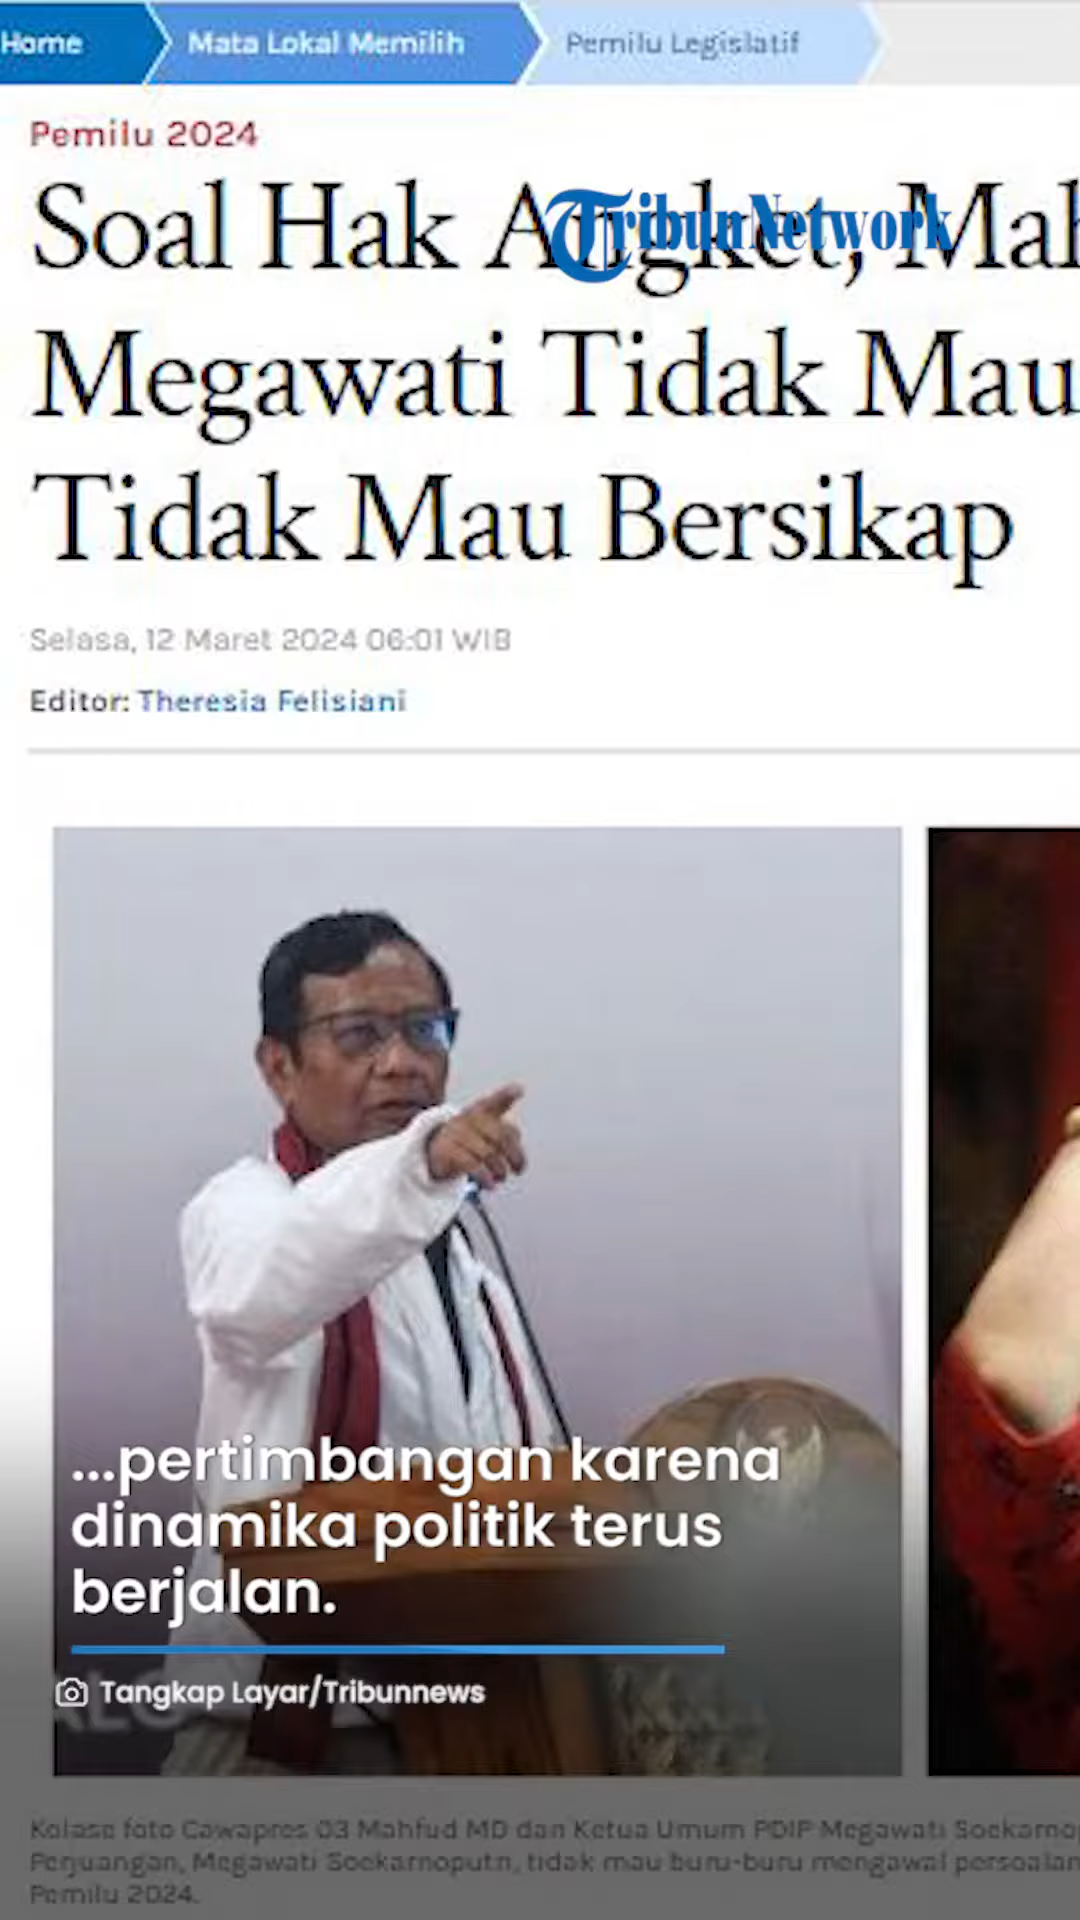 Home
Mata Lokal Memilih
Pemilu Legislatif
Pemilu 2024
TribunNetwork
Soal Hak Angket, Mah
Megawati Tidak Mau
Tidak Mau Bersikap
Selasa, 12 Maret 2024 06:01 WIB
Editor: Theresia Felisiani
...pertimbangan karena
dinamika politik terus
berjalan.
Tangkap Layar/Tribunnews
Kolase foto Cawapres 03 Mahfud MD dan Ketua Umum PDIP Megawati Soekarno
Perjuangan, Megawati Soekarnoputri, tidak mau buru-buru mengawal persoalan
Pemilu 2024.